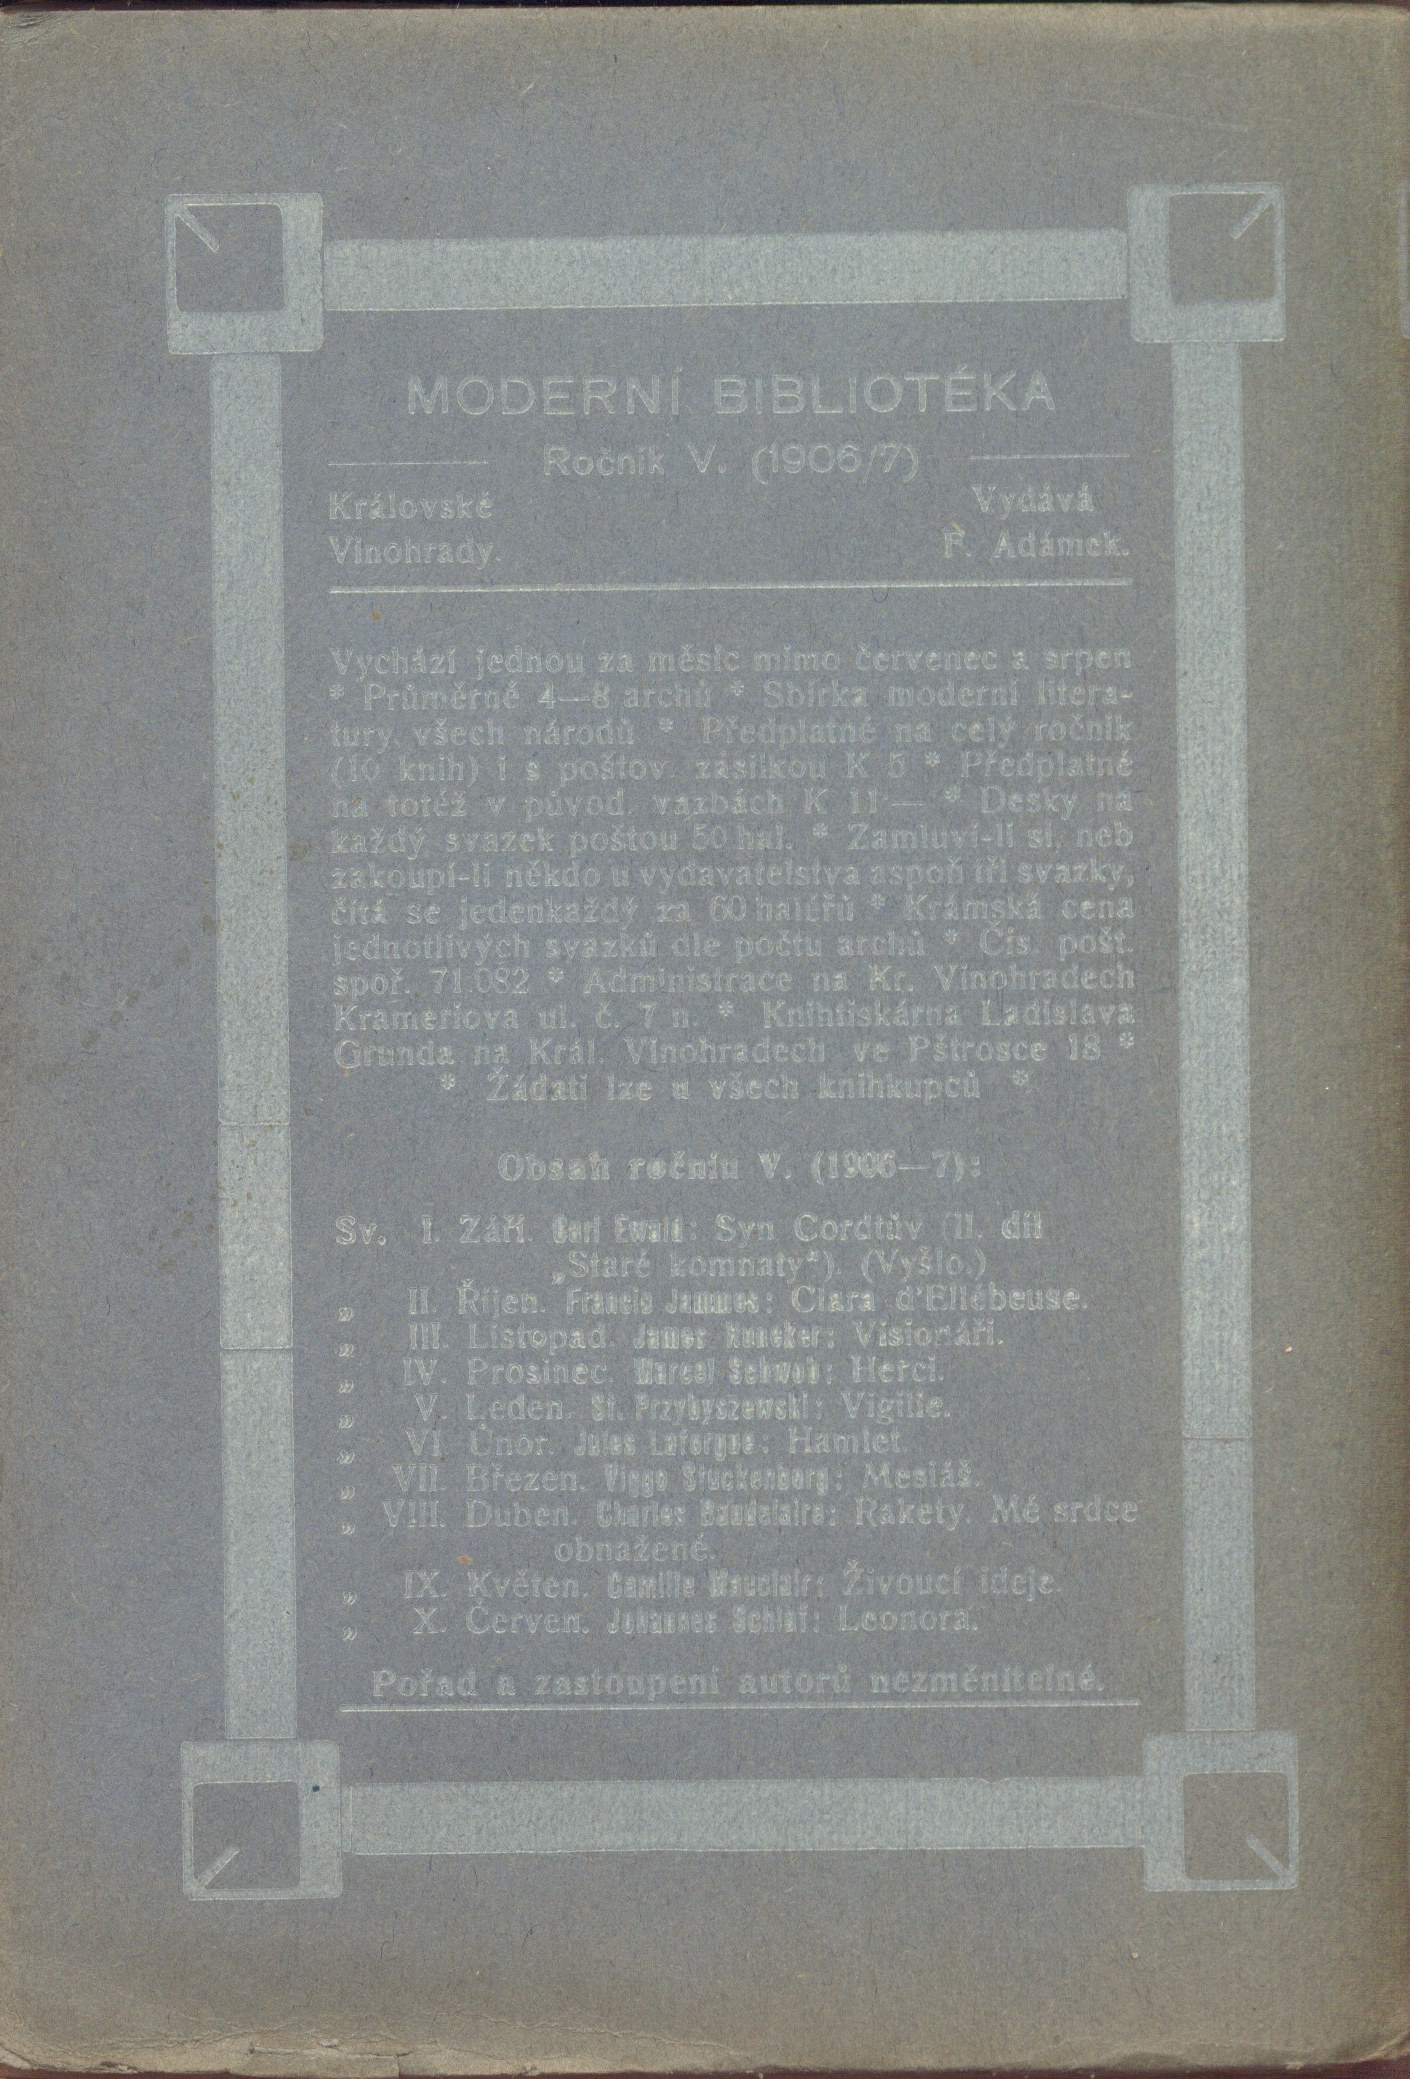 MODERNÍ BIBLIOTÉKA
Ročník V. (1906/7)
Královské
Vinohrady.
Vydává
F. Adámek.
Vychází jednou za měsíc mimo červenec a srpen
* Průměrně 4—8 archů * Sbírka moderní litera-
tury všech národů * Předplatné na celý ročník
(10 knih) i s poštov. zásilkou K 5 * Předplatné
na totéž v původ. vazbách K 11·— * Desky na
každý svazek poštou 50 hal. * Zamluví-li si, neb
zakoupí-li někdo u vydavatelstva aspoň tři svazky,
čítá se jedenkaždý za 60 haléřů * Krámská cena
jednotlivých svazků dle počtu archů * Čís. pošt.
spoř. 71.082 * Administrace na Kr. Vinohradech
Krameriova ul. č. 7 n. * Knihtiskárna Ladislava
Grunda na Král. Vinohradech ve Pštrosce 18 *
* Žádati lze u všech knihkupců *
Obsah ročníu V. (1906—7):
Sv. I. Září. Carl Ewald: Syn Cordtův (II. díl
„Staré komnaty“). (Vyšlo.)
„ II. Říjen. Francis Jammes: Clara d'Ellébeuse.
„ III. Listopad. James Huneker: Visionáři.
„ IV. Prosinec. Marcel Schwob: Herci.
„ V. Leden. St. Przybyszewski: Vigilie.
„ VI. Únor. Jules Laforgue: Hamlet.
„ VII. Březen. Viggo Stuckenberg: Mesiáš.
„ VIII. Duben. Charles Baudelaire: Rakety. Mé srdce
obnažené.
„ IX. Květen. Camille Mauclair: Živoucí ideje.
„ X. Červen. Johannes Schlaf: Leonora.
Pořad a zastoupení autorů nezměnitelné.